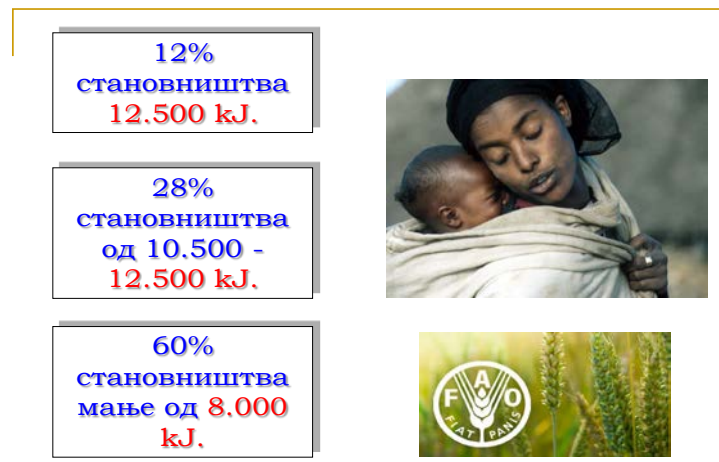 12%
становништва
12.500 kJ.
28%
становништва
од 10.500 -
12.500 kJ.
60%
становништва
мање од 8.000
kJ.
F A O
FIAT PANIS